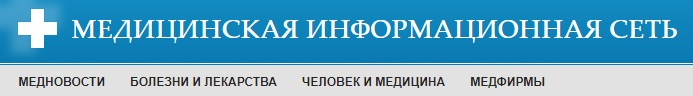 МЕДИЦИНСКАЯ ИНФОРМАЦИОННАЯ СЕТЬ
МЕДНОВОСТИ БОЛЕЗНИ И ЛЕКАРСТВА ЧЕЛОВЕК И МЕДИЦИНА МЕДФИРМЫ